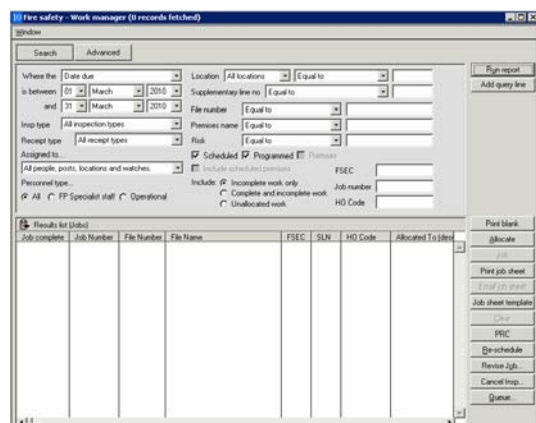 Fire safety - Work manager (0 records fetched)
Window
Search Advanced
Run report
Add query line
Where the Date due
Location All locations Equal to
is between 01 March 2010
Supplementary line no Equal to
and 31 March 2010
File number Equal to
Insp type All inspection types
Premises name Equal to
Receipt type All receipt types
Risk Equal to
Assigned to...
Scheduled Programmed Premises
All people, posts, locations and watches.
Include scheduled premises
FSEC
Personnel type...
Include: Incomplete work only
Job number
All FP Specialist staff Operational
Complete and incomplete work
Unallocated work
HO Code
Results list (Jobs)
Job complete Job Number File Number File Name FSEC SLN HO Code Allocated To (desc
Print blank
Allocate
Job
Print job sheet
Email job sheet
Job sheet template
Clear
PRC
Re-schedule
Revise Job...
Cancel Insp...
Queue...